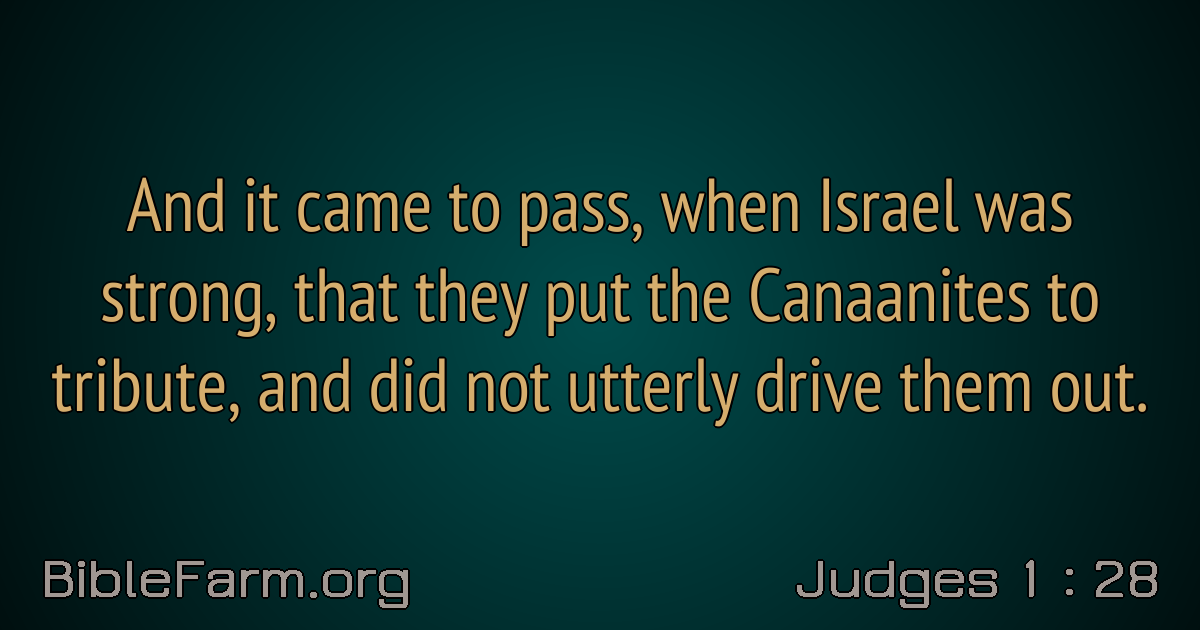 And it came to pass, when Israel was
strong, that they put the Canaanites to
tribute, and did not utterly drive them out.
BibleFarm.org
Judges 1 : 28